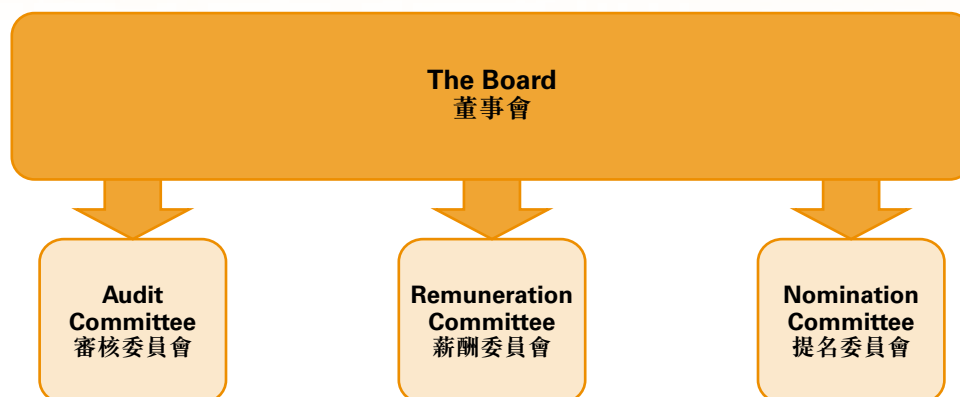 The Board
董事會
Audit
Committee
審核委員會
Remuneration
Committee
薪酬委員會
Nomination
Committee
提名委員會